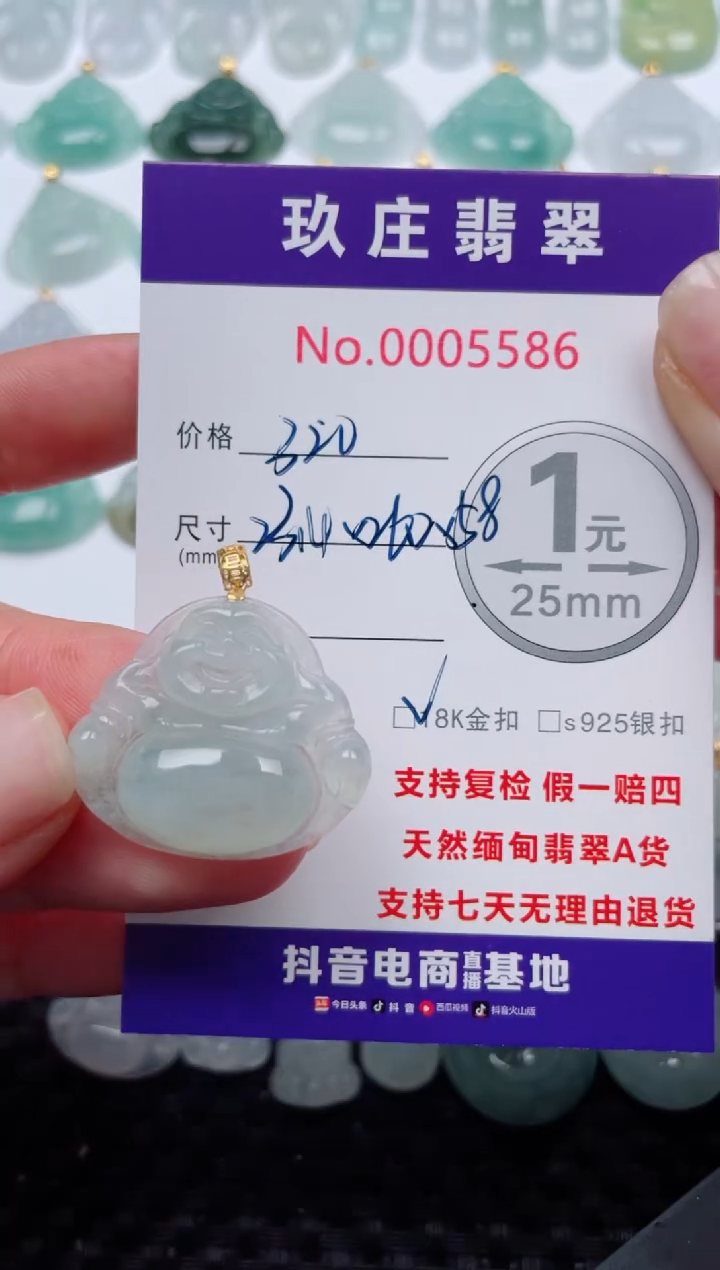 玖庄翡翠
No.0005586
价格 350
尺寸
(mm
1元
25mm
□18K金扣 □s925银扣
支持复检 假一赔四
天然缅甸翡翠A货
支持七天无理由退货
抖音电商直播基地
今日头条 抖音 西瓜视频 抖音火山版